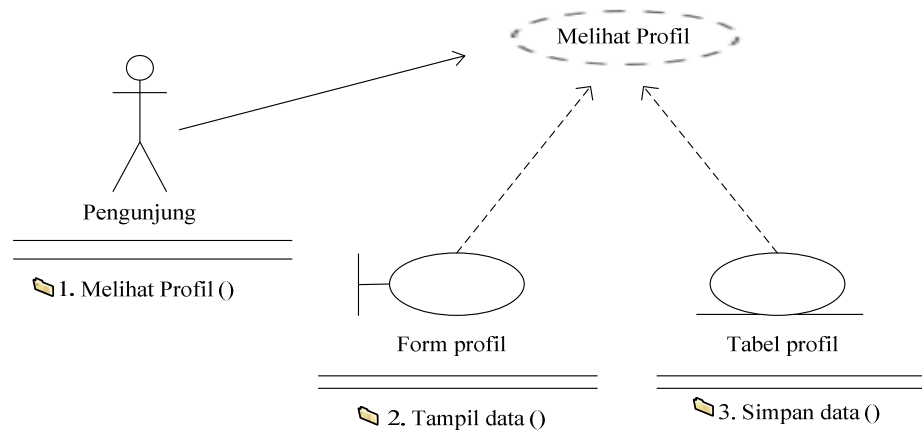 Melihat Profil
Pengunjung
1. Melihat Profil ()
Form profil
Tabel profil
2. Tampil data ()
3. Simpan data ()